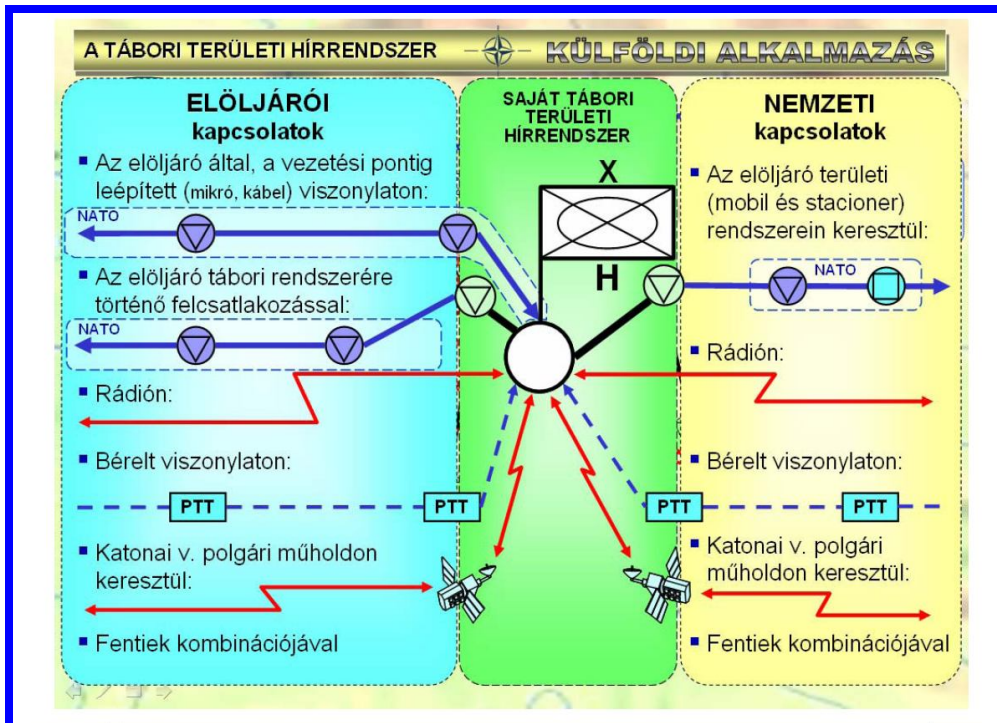 A TÁBORI TERÜLETI HÍRRENDSZER
KÜLFÖLDI ALKALMAZÁS
ELÖLJÁRÓI
kapcsolatok
Az elöljáró által, a vezetési pontig
leépített (mikró, kábel) viszonylaton:
NATO
Az elöljáró tábori rendszerére
történő felcsatlakozással:
NATO
Rádión:
Bérelt viszonylaton:
PTT
PTT
Katonai v. polgári műholdon
keresztül:
Fentiek kombinációjával
SAJÁT TÁBORI
TERÜLETI
HÍRRENDSZER
X
H
NEMZETI
kapcsolatok
Az elöljáró területi
(mobil és stacioner)
rendszerein keresztül:
NATO
Rádión:
Bérelt viszonylaton:
PTT
PTT
Katonai v. polgári
műholdon keresztül:
Fentiek kombinációjával